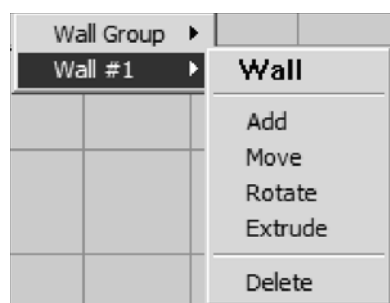 Wall Group
Wall #1
Wall
Add
Move
Rotate
Extrude
Delete